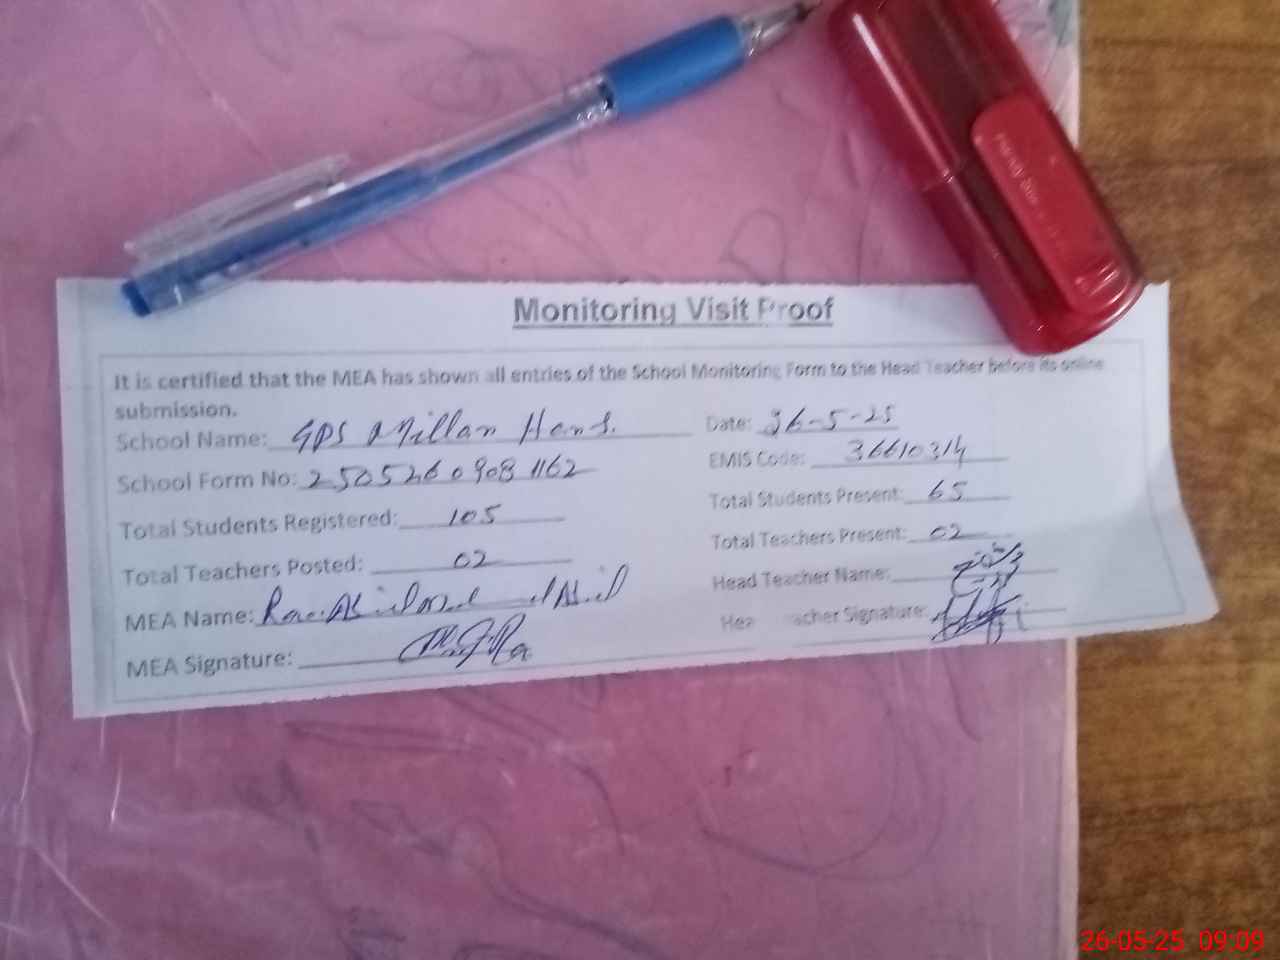 Monitoring Visit Proof
It is certified that the MEA has shown all entries of the School Monitoring Form to the Head Teacher before its online
submission.
School Name: GPS Millan Hans. Date: 26-5-25
School Form No: 2505260908 1162 EMIS Code: 36610314
Total Students Registered: 105 Total Students Present: 65
Total Teachers Posted: 02 Total Teachers Present: 02
MEA Name: Head Teacher Name:
MEA Signature: Hea acher Signature:
26-05-25 09:09